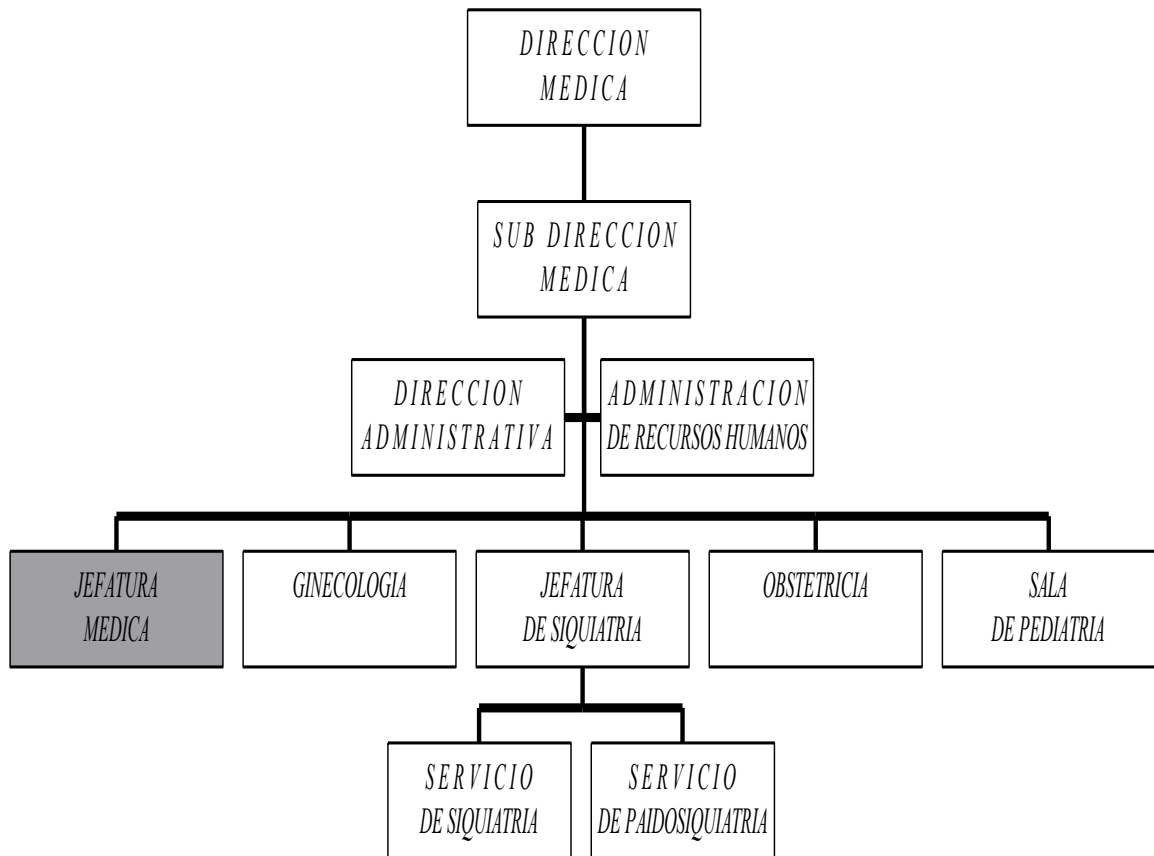 DIRECCION
MEDICA
SUB DIRECCION
MEDICA
DIRECCION
ADMINISTRATIVA
ADMINISTRACION
DE RECURSOS HUMANOS
JEFATURA
MEDICA
GINECOLOGIA
JEFATURA
DE SIQUIATRIA
OBSTETRICIA
SALA
DE PEDIATRIA
SERVICIO
DE SIQUIATRIA
SERVICIO
DE PAIDOSIQUIATRIA